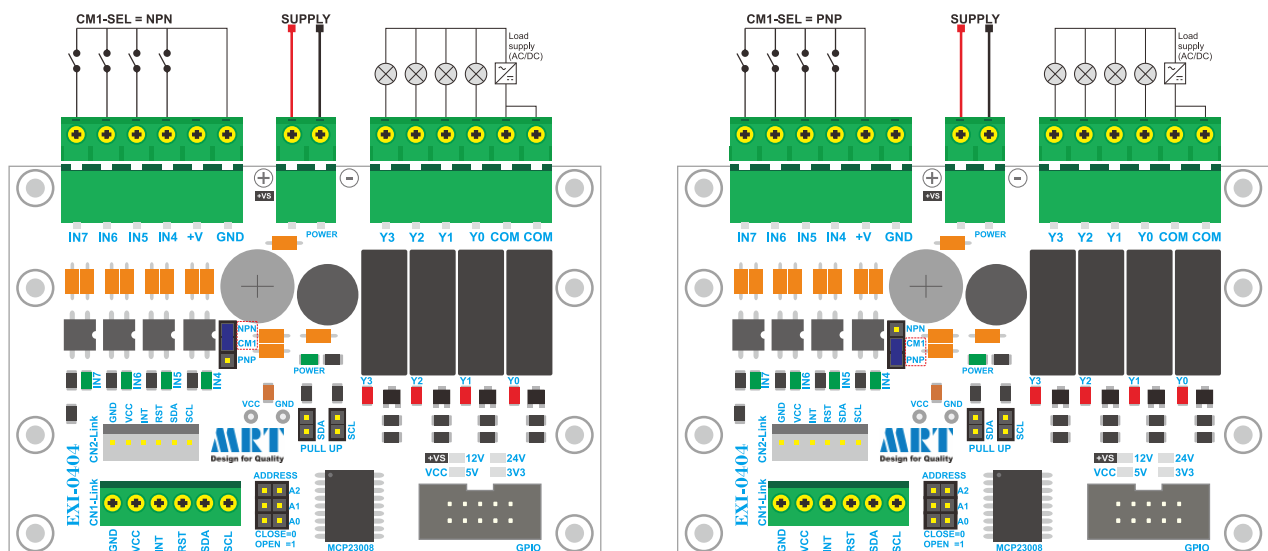 CM1-SEL = NPN
SUPPLY
Load
supply
(AC/DC)
+VS
IN7 IN6 IN5 IN4 +V GND
POWER
Y3 Y2 Y1 Y0 COM COM
NPN
CM1
PNP
POWER
IN7 IN6 IN5 IN4
Y3 Y2 Y1 Y0
GND VCC INT RST SDA SCL
CN2-Link
VCC GND
SDA SCL
PULL UP
MRT
Design for Quality
+VS 12V 24V
VCC 5V 3V3
EXI-0404
CN1-Link
GND VCC INT RST SDA SCL
ADDRESS
A2
A1
A0
CLOSE=0
OPEN =1
MCP23008
GPIO
CM1-SEL = PNP
SUPPLY
Load
supply
(AC/DC)
+VS
IN7 IN6 IN5 IN4 +V GND
POWER
Y3 Y2 Y1 Y0 COM COM
NPN
CM1
PNP
POWER
IN7 IN6 IN5 IN4
Y3 Y2 Y1 Y0
GND VCC INT RST SDA SCL
CN2-Link
VCC GND
SDA SCL
PULL UP
MRT
Design for Quality
+VS 12V 24V
VCC 5V 3V3
EXI-0404
CN1-Link
GND VCC INT RST SDA SCL
ADDRESS
A2
A1
A0
CLOSE=0
OPEN =1
MCP23008
GPIO